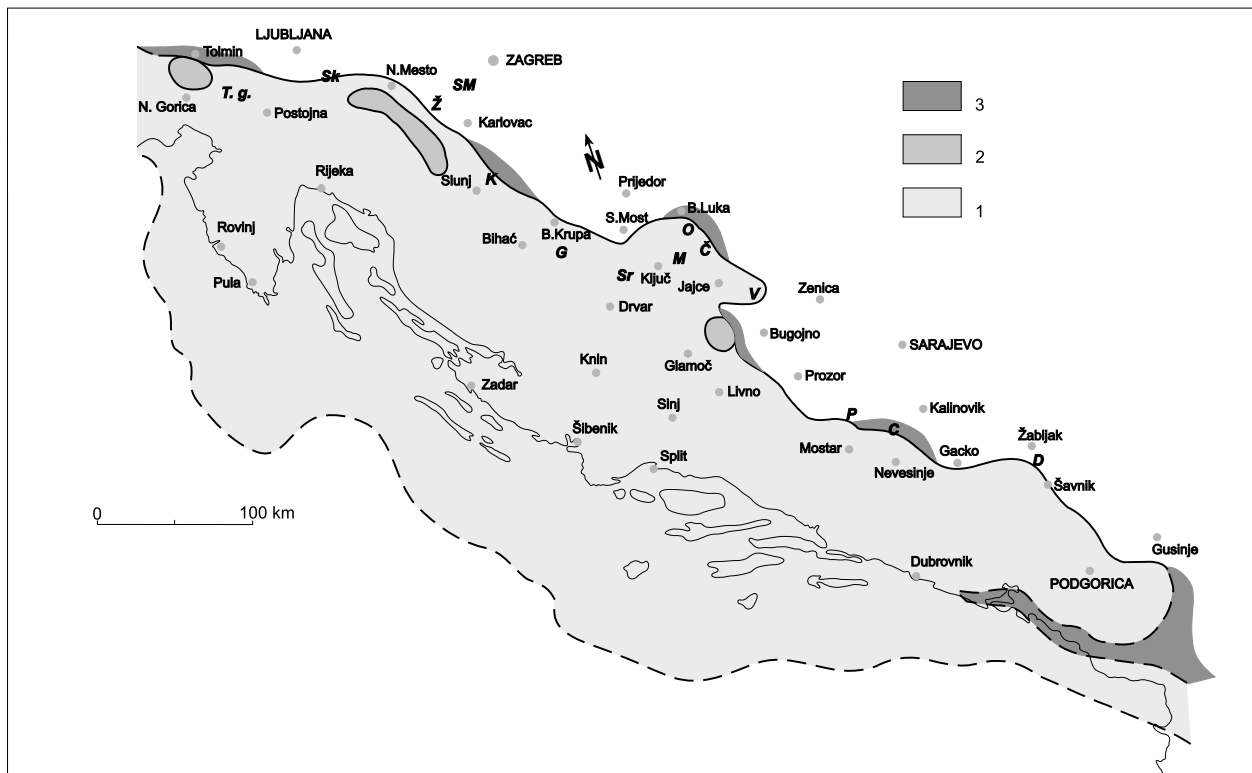 LJUBLJANA
Tolmin
ZAGREB
Sk
N.Mesto
SM
T. g.
Ž
N. Gorica
Postojna
Karlovac
3
2
1
N
Rijeka
Slunj
K
Prijedor
B.Luka
S.Most
O
Rovinj
B.Krupa
Bihać
G
Č
M
Sr
Ključ
Pula
Jajce
V
Zenica
Drvar
Bugojno
SARAJEVO
Glamoč
Knin
Prozor
Zadar
Livno
Sinj
P
C
Kalinovik
Šibenik
Mostar
Žabljak
Gacko
D
Split
Nevesinje
Šavnik
0
100 km
Gusinje
Dubrovnik
PODGORICA